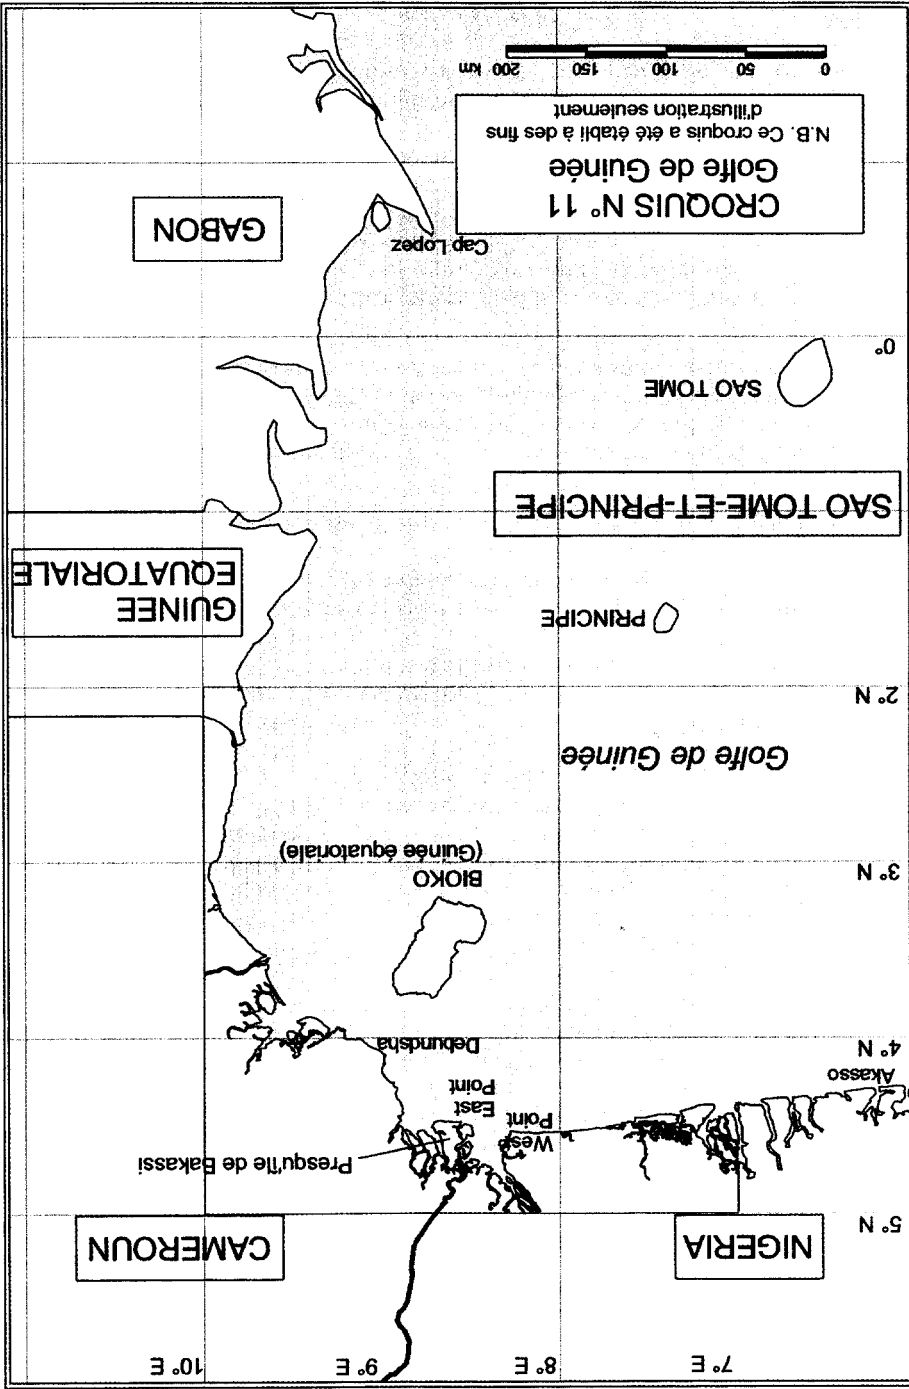 7° E 8° E 9° E 10° E
NIGERIA
CAMEROUN
5° N
Presqu'île de Bakassi
West
Point
East
Point
Akasso
4° N
Debundsha
BIOKO
(Guinée équatoriale)
3° N
Golfe de Guinée
2° N
PRINCIPE
GUINEE
EQUATORIALE
SAO TOME-ET-PRINCIPE
SAO TOME
0°
Cap Lopez
GABON
CROQUIS N° 11
Golfe de Guinée
N.B. Ce croquis a été établi à des fins
d'illustration seulement
0 50 100 150 200 km